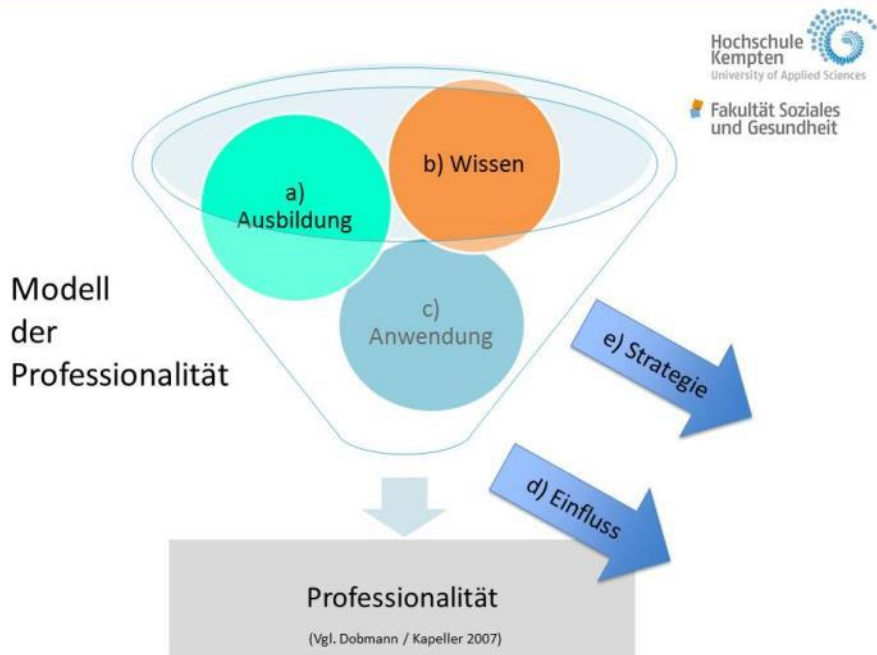 Hochschule
Kempten
University of Applied Sciences
Fakultät Soziales
und Gesundheit
a)
Ausbildung
b) Wissen
c)
Anwendung
Modell
der
Professionalität
e) Strategie
d) Einfluss
Professionalität
(Vgl. Dobmann / Kapeller 2007)